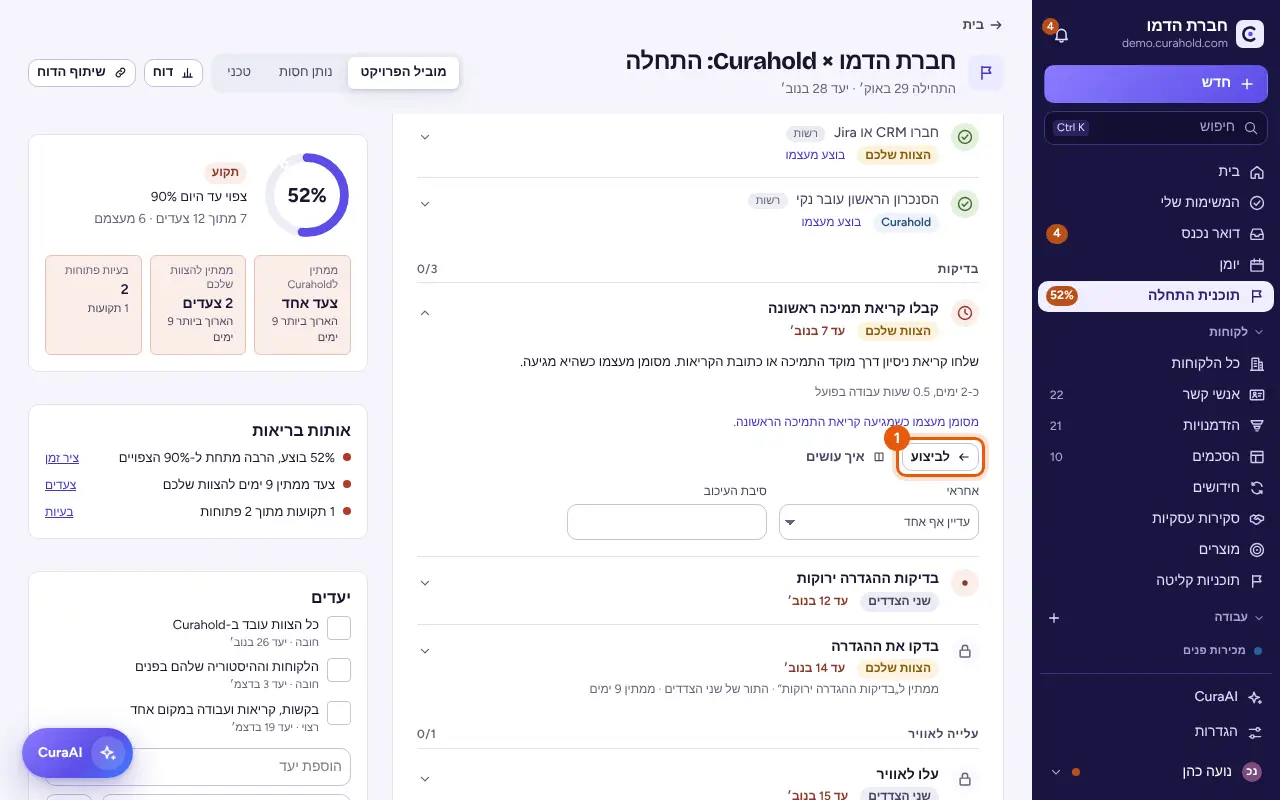 חברת הדמו
demo.curahold.com
4
חדש
חיפוש
Ctrl K
בית
המשימות שלי
דואר נכנס
4
יומן
תוכנית התחלה
52%
לקוחות
כל הלקוחות
אנשי קשר
22
הזדמנויות
21
הסכמים
10
חידושים
סקירות עסקיות
מוצרים
תוכניות קליטה
עבודה
מכירות פנים
CuraAI
הגדרות
נועה כהן
נכ
בית
חברת הדמו × Curahold: התחלה
התחילה 29 באוק׳ · יעד 28 בנוב׳
מוביל הפרויקט
נותן חסות
טכני
דוח
שיתוף הדוח
חברו CRM או Jira
רשות
הצוות שלכם
בוצע מעצמו
הסנכרון הראשון עובר נקי
רשות
Curahold
בוצע מעצמו
בדיקות
0/3
קבלו קריאת תמיכה ראשונה
הצוות שלכם
עד 7 בנוב׳
שלחו קריאת ניסיון דרך מוקד התמיכה או כתובת הקריאות. מסומן מעצמו כשהיא מגיעה.
כ-2 ימים, 0.5 שעות עבודה בפועל
מסומן מעצמו כשמגיעה קריאת התמיכה הראשונה.
1
לביצוע
איך עושים
אחראי
סיבת העיכוב
עדיין אף אחד
בדיקות ההגדרה ירוקות
שני הצדדים
עד 12 בנוב׳
בדקו את ההגדרה
הצוות שלכם
עד 14 בנוב׳
ממתין ל„בדיקות ההגדרה ירוקות” · התור של שני הצדדים · ממתין 9 ימים
עלייה לאוויר
0/1
עלו לאוויר
שני הצדדים
עד 15 בנוב׳
52%
תקוע
צפוי עד היום 90%
7 מתוך 12 צעדים · 6 מעצמם
ממתין לCurahold
צעד אחד
הארוך ביותר 9 ימים
ממתין להצוות שלכם
2 צעדים
הארוך ביותר 9 ימים
בעיות פתוחות
2
1 תקועות
אותות בריאות
52% בוצע, הרבה מתחת ל-90% הצפויים
ציר זמן
צעד ממתין 9 ימים להצוות שלכם
צעדים
1 תקועות מתוך 2 פתוחות
בעיות
יעדים
כל הצוות עובד ב-Curahold
חובה · יעד 26 בנוב׳
הלקוחות וההיסטוריה שלהם בפנים
חובה · יעד 3 בדצמ׳
בקשות, קריאות ועבודה במקום אחד
רצוי · יעד 19 בדצמ׳
הוספת יעד
CuraAI